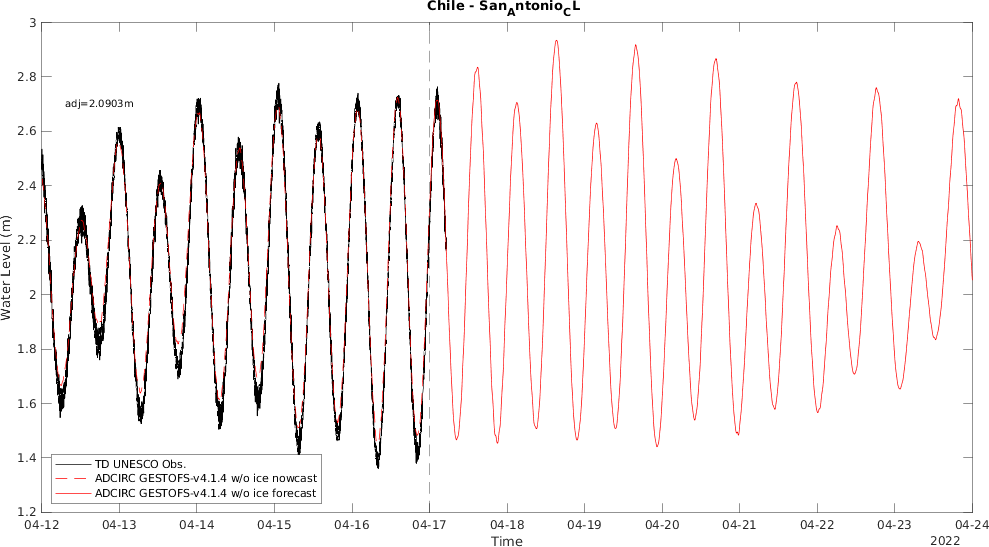 Chile - SanAntonioCL
3
2.8
2.6
2.4
2.2
2
1.8
1.6
1.4
1.2
Water Level (m)
adj=2.0903m
TD UNESCO Obs.
ADCIRC GESTOFS-v4.1.4 w/o ice nowcast
ADCIRC GESTOFS-v4.1.4 w/o ice forecast
04-12 04-13 04-14 04-15 04-16 04-17 04-18 04-19 04-20 04-21 04-22 04-23 04-24
Time
2022